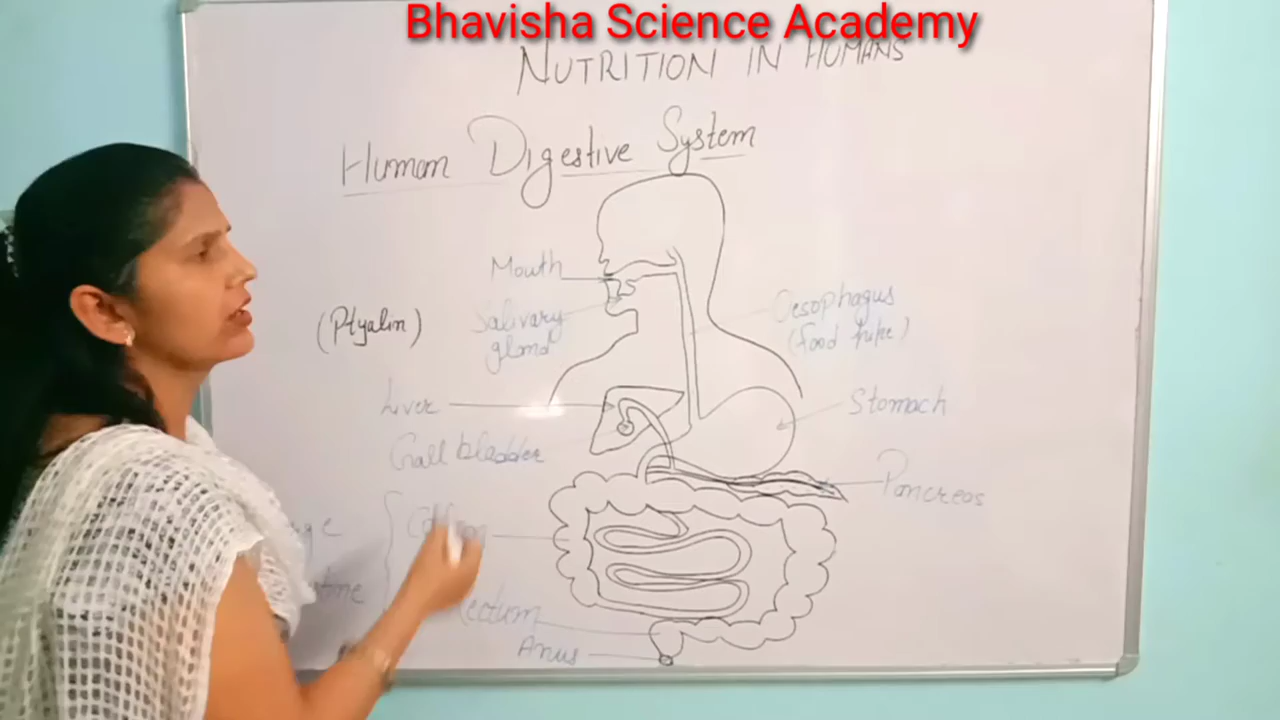 Bhavisha Science Academy
NUTRITION IN HUMANS
Human Digestive System
Mouth
(Ptyalin)
Salivary
gland
Oesophagus
(food pipe)
Liver
Stomach
Gall bladder
Pancreas
Rectum
Anus